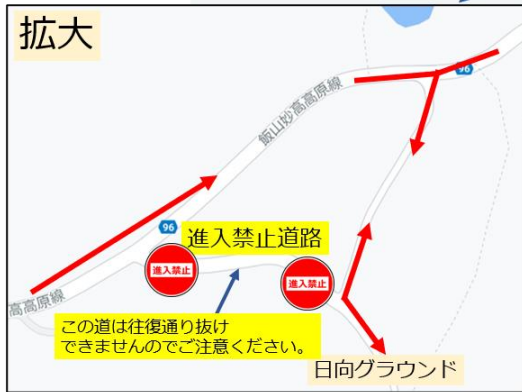 拡大
96
飯山妙高高原線
96
進入禁止道路
進入禁止
進入禁止
高高原線
この道は往復通り抜け
できませんのでご注意ください。
日向グラウンド